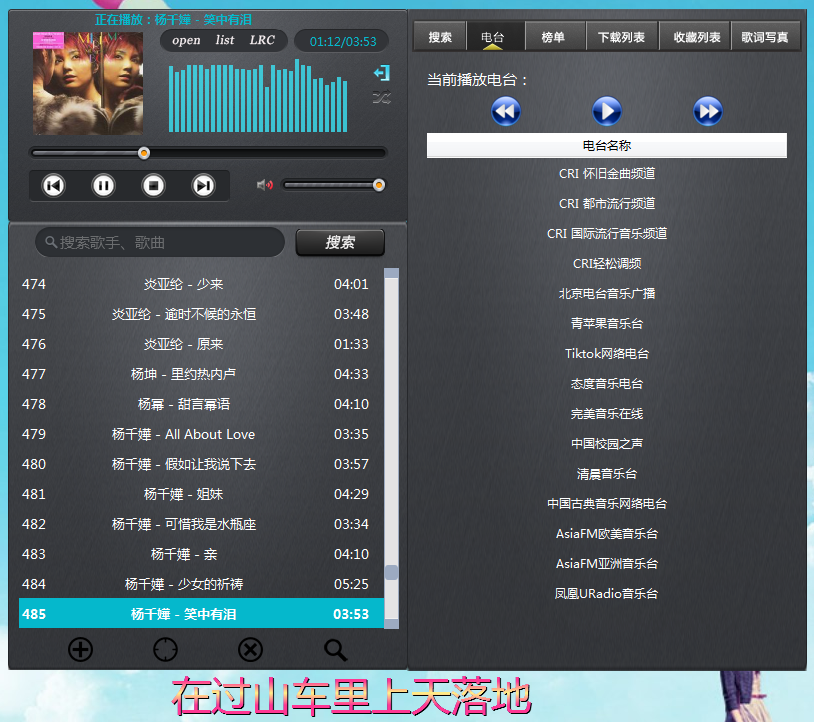 正在播放：杨千嬅 - 笑中有泪
open list LRC
01:12/03:53
搜索歌手、歌曲
搜索
474 炎亚纶 - 少来 04:01
475 炎亚纶 - 逾时不候的永恒 03:48
476 炎亚纶 - 原来 01:33
477 杨坤 - 里约热内卢 04:33
478 杨幂 - 甜言幂语 04:10
479 杨千嬅 - All About Love 03:35
480 杨千嬅 - 假如让我说下去 03:57
481 杨千嬅 - 姐妹 04:29
482 杨千嬅 - 可惜我是水瓶座 03:34
483 杨千嬅 - 亲 04:10
484 杨千嬅 - 少女的祈祷 05:25
485 杨千嬅 - 笑中有泪 03:53
搜索 电台 榜单 下载列表 收藏列表 歌词写真
当前播放电台：
电台名称
CRI 怀旧金曲频道
CRI 都市流行频道
CRI 国际流行音乐频道
CRI轻松调频
北京电台音乐广播
青苹果音乐台
Tiktok网络电台
态度音乐电台
完美音乐在线
中国校园之声
清晨音乐台
中国古典音乐网络电台
AsiaFM欧美音乐台
AsiaFM亚洲音乐台
凤凰URadio音乐台
在过山车里上天落地